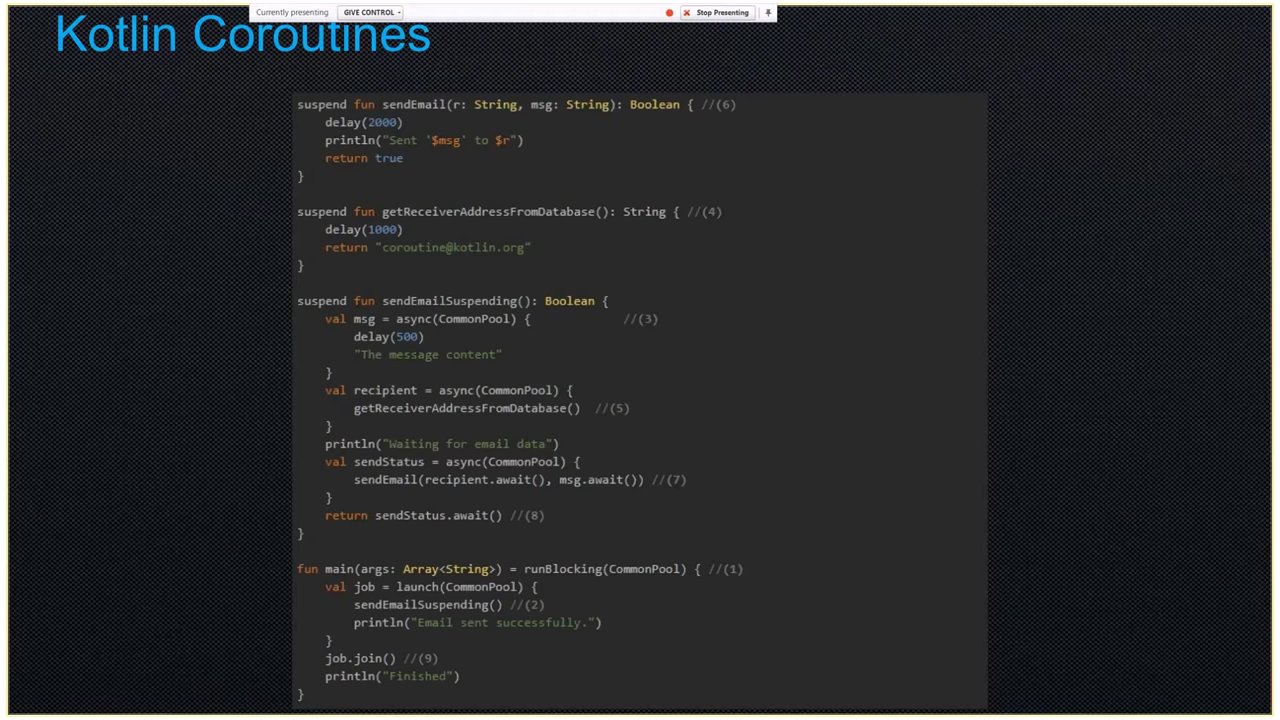 Currently presenting GIVE CONTROL Stop Presenting
Kotlin Coroutines
suspend fun sendEmail(r: String, msg: String): Boolean { //(6)
    delay(2000)
    println("Sent '$msg' to $r")
    return true
}
suspend fun getReceiverAddressFromDatabase(): String { //(4)
    delay(1000)
    return "coroutine@kotlin.org"
}
suspend fun sendEmailSuspending(): Boolean {
    val msg = async(CommonPool) {             //(3)
        delay(500)
        "The message content"
    }
    val recipient = async(CommonPool) {
        getReceiverAddressFromDatabase()  //(5)
    }
    println("Waiting for email data")
    val sendStatus = async(CommonPool) {
        sendEmail(recipient.await(), msg.await()) //(7)
    }
    return sendStatus.await() //(8)
}
fun main(args: Array<String>) = runBlocking(CommonPool) { //(1)
    val job = launch(CommonPool) {
        sendEmailSuspending() //(2)
        println("Email sent successfully.")
    }
    job.join() //(9)
    println("Finished")
}